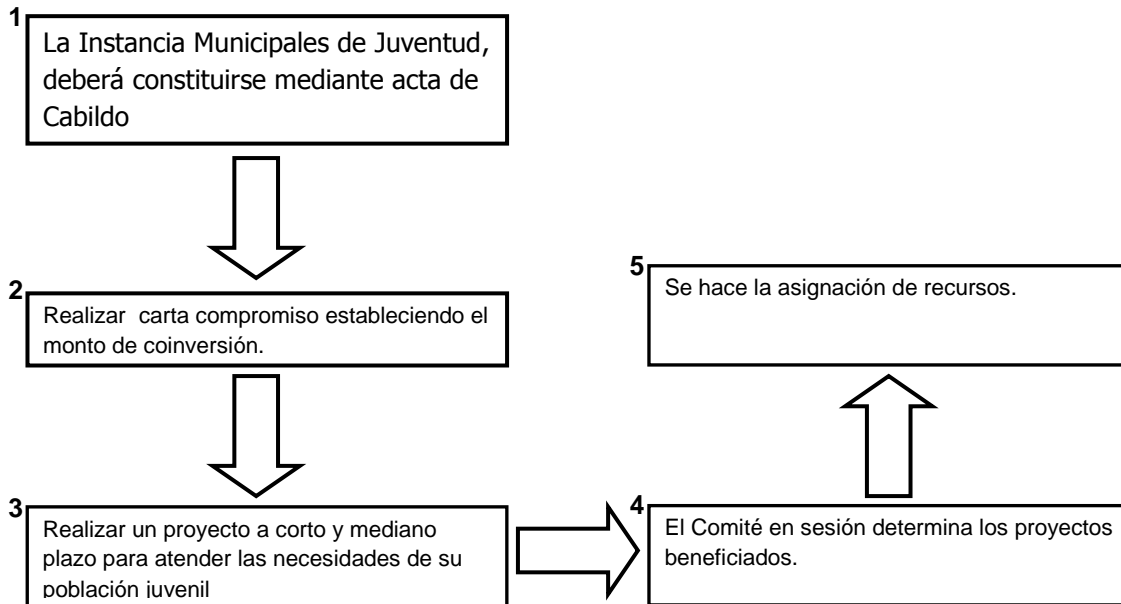 1
La Instancia Municipales de Juventud,
deberá constituirse mediante acta de
Cabildo
2
Realizar carta compromiso estableciendo el
monto de coinversión.
3
Realizar un proyecto a corto y mediano
plazo para atender las necesidades de su
población juvenil
4
El Comité en sesión determina los proyectos
beneficiados.
5
Se hace la asignación de recursos.